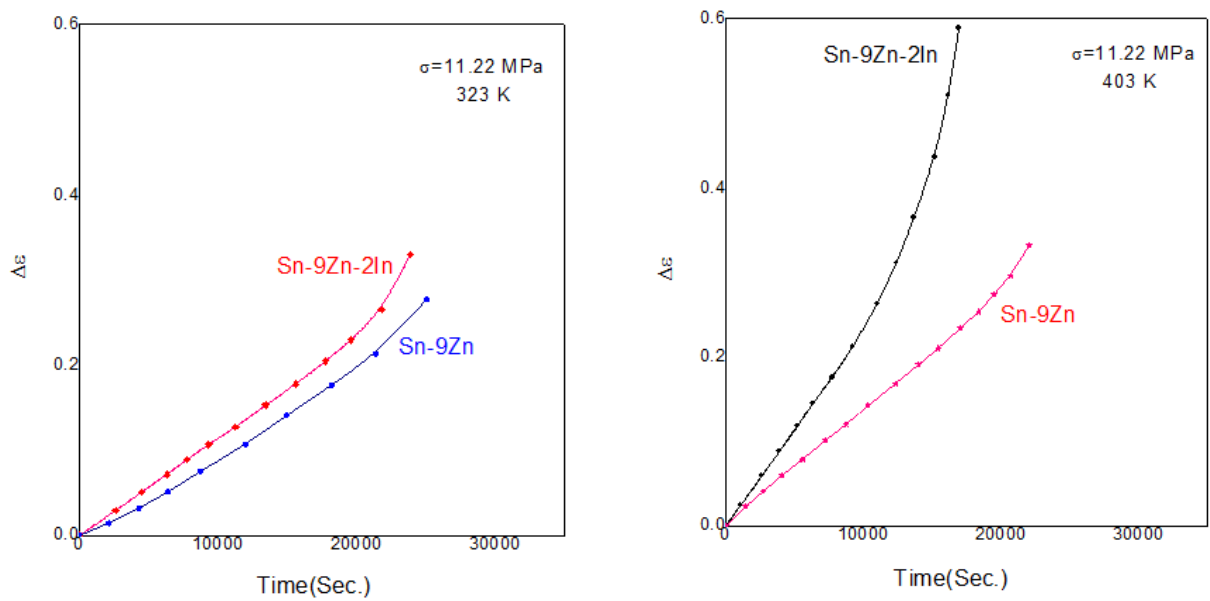 0.6
σ=11.22 MPa
323 K
0.4
Δε
Sn-9Zn-2In
Sn-9Zn
0.2
0.0
0 10000 20000 30000
Time(Sec.)
0.6
Sn-9Zn-2In
σ=11.22 MPa
403 K
0.4
Δε
Sn-9Zn
0.2
0.0
0 10000 20000 30000
Time(Sec.)